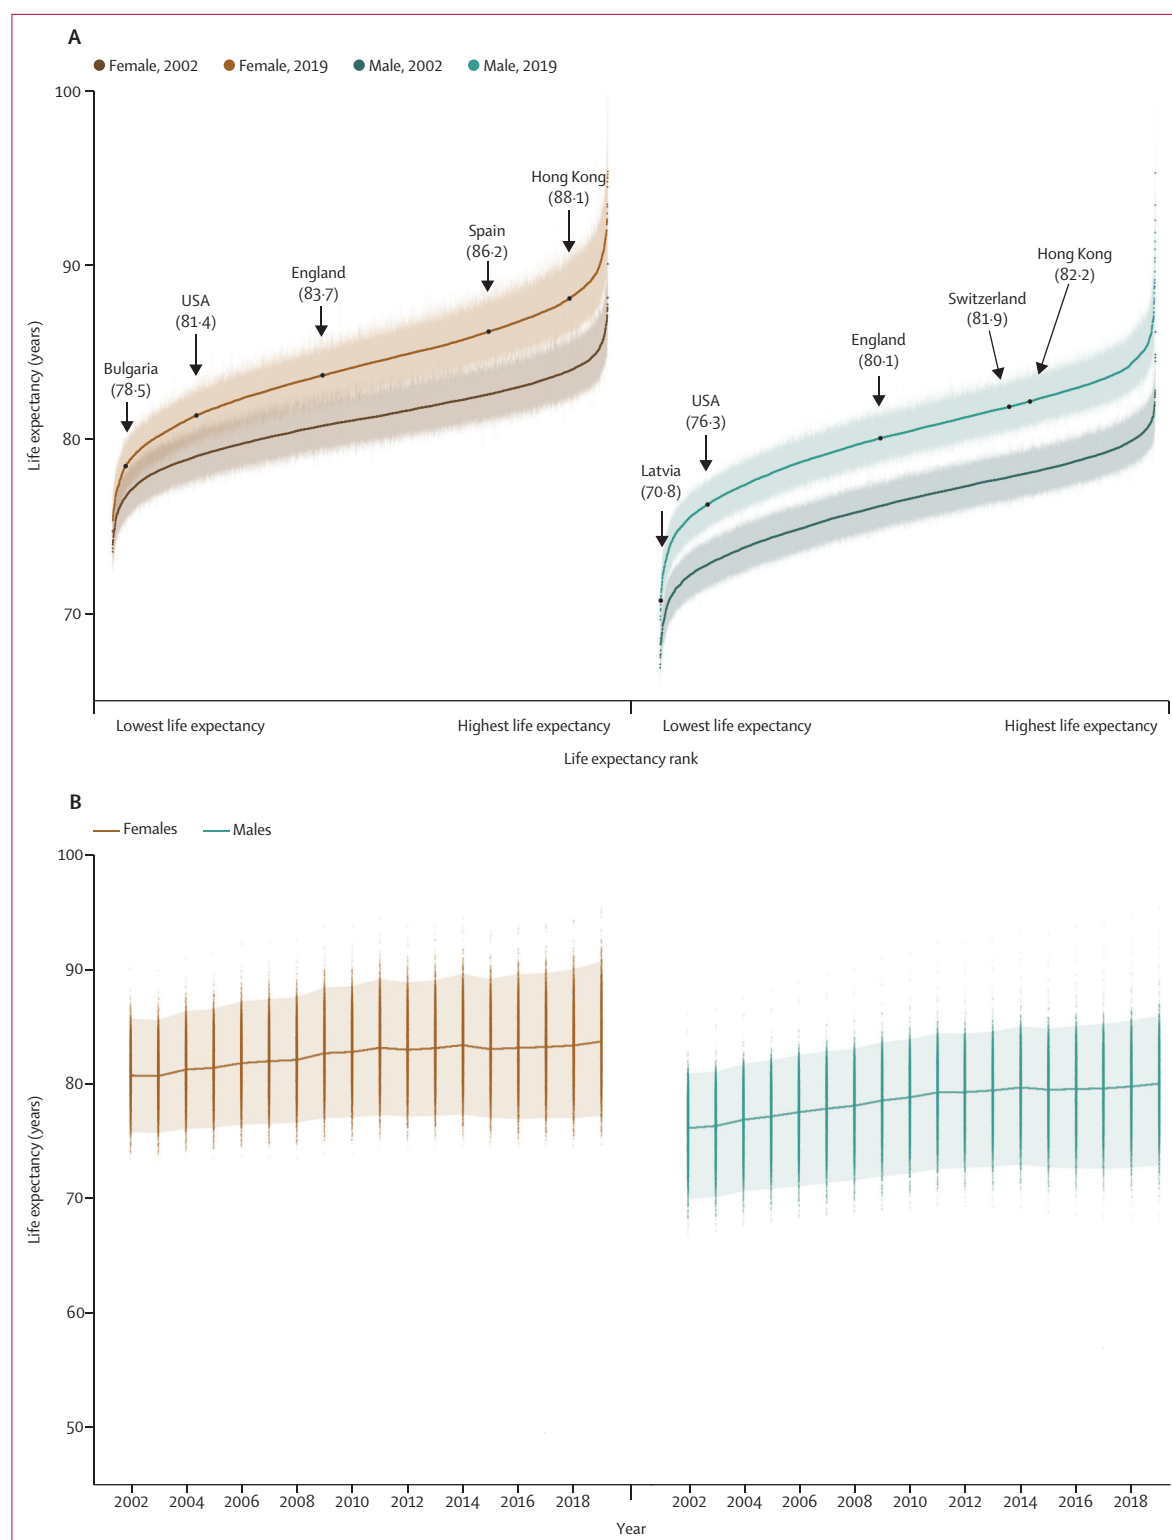 A
Female, 2002 Female, 2019 Male, 2002 Male, 2019
Life expectancy (years)
100
90
80
70
Bulgaria
(78·5)
USA
(81·4)
England
(83·7)
Spain
(86·2)
Hong Kong
(88·1)
Latvia
(70·8)
USA
(76·3)
England
(80·1)
Switzerland
(81·9)
Hong Kong
(82·2)
Lowest life expectancy Highest life expectancy Lowest life expectancy Highest life expectancy
Life expectancy rank
B
Females Males
Life expectancy (years)
100
90
80
70
60
50
2002 2004 2006 2008 2010 2012 2014 2016 2018 2002 2004 2006 2008 2010 2012 2014 2016 2018
Year